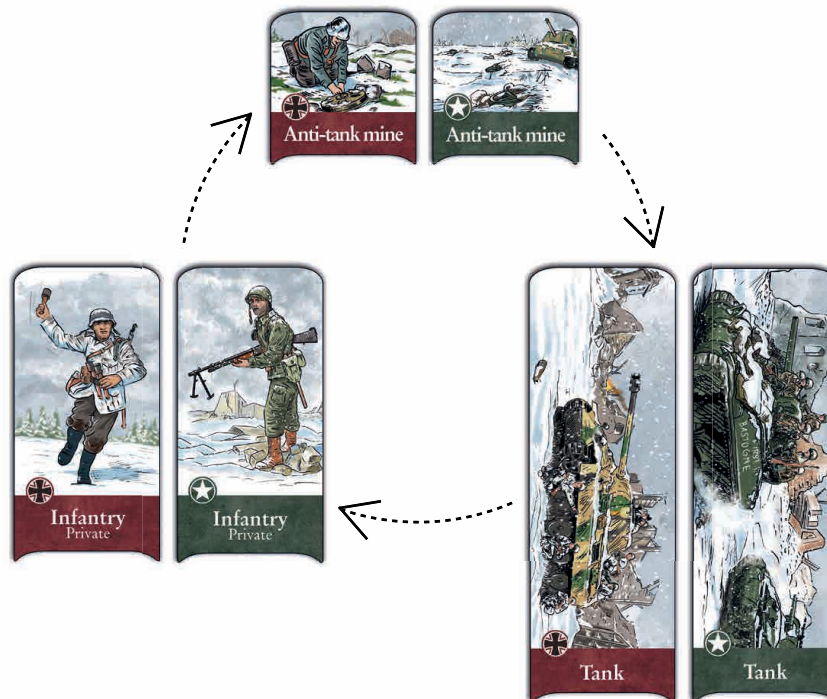 Anti-tank mine
Anti-tank mine
Infantry
Private
Infantry
Private
Tank
Tank